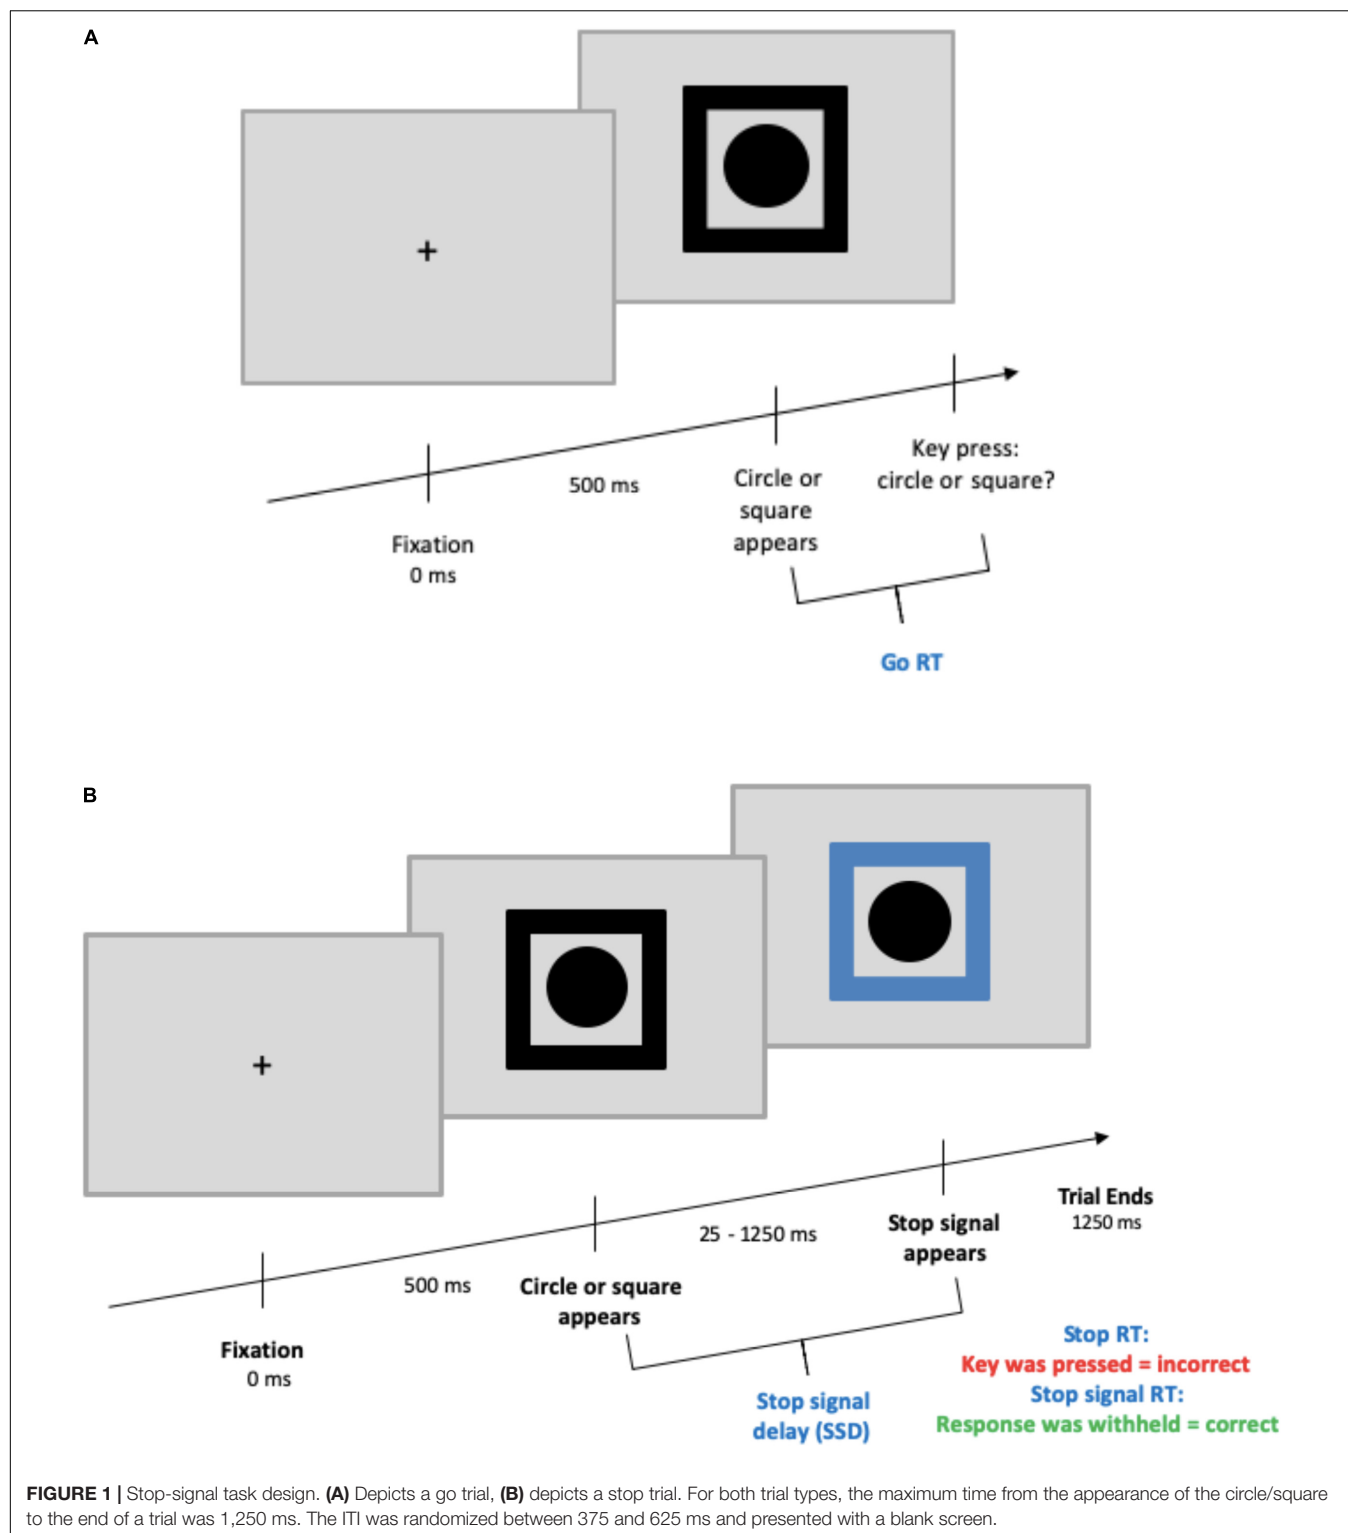 A
+
500 ms
Fixation
0 ms
Circle or
square
appears
Key press:
circle or square?
Go RT
B
+
500 ms
25 - 1250 ms
Fixation
0 ms
Circle or square
appears
Stop signal
appears
Trial Ends
1250 ms
Stop signal
delay (SSD)
Stop RT:
Key was pressed = incorrect
Stop signal RT:
Response was withheld = correct
FIGURE 1 | Stop-signal task design. (A) Depicts a go trial, (B) depicts a stop trial. For both trial types, the maximum time from the appearance of the circle/square
to the end of a trial was 1,250 ms. The ITI was randomized between 375 and 625 ms and presented with a blank screen.